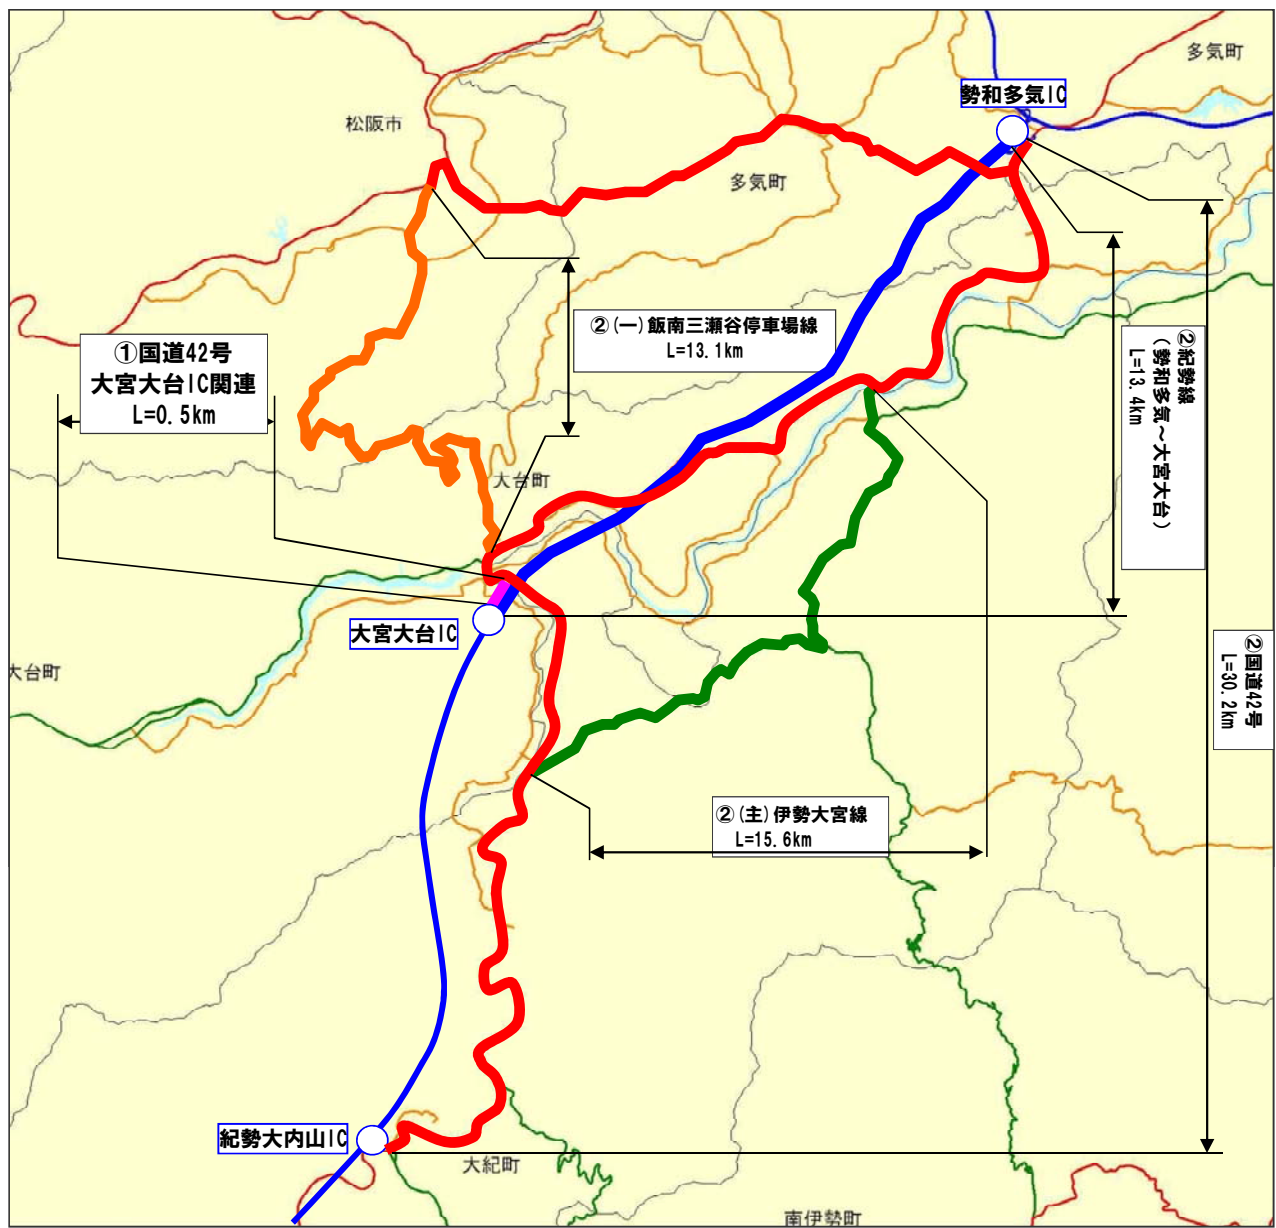 多気町
勢和多気IC
松阪市
多気町
②(一)飯南三瀬谷停車場線
L=13.1km
①国道42号
大宮大台IC関連
L=0.5km
②紀勢線
(勢和多気~大宮大台)
L=13.4km
大台町
大宮大台IC
大台町
②国道42号
L=30.2km
②(主)伊勢大宮線
L=15.6km
紀勢大内山IC
大紀町
南伊勢町